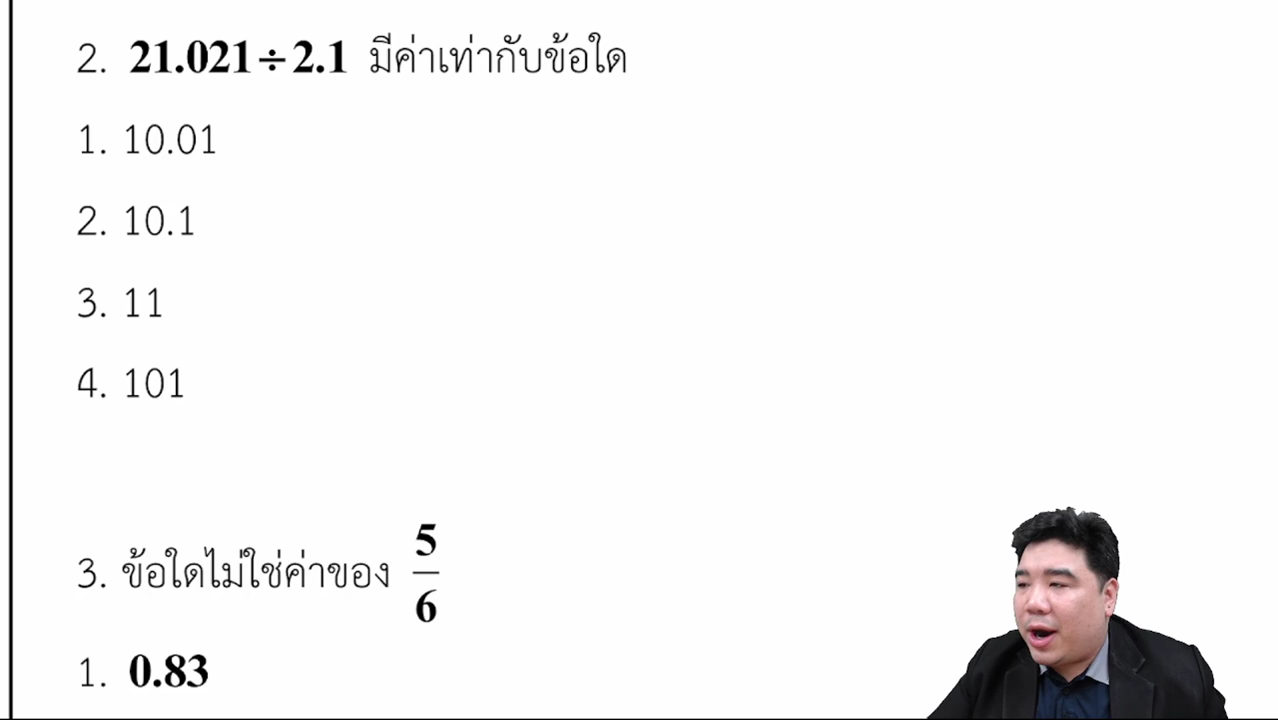 2. 21.021÷2.1 มีค่าเท่ากับข้อใด
1. 10.01
2. 10.1
3. 11
4. 101
3. ข้อใดไม่ใช่ค่าของ 5/6
1. 0.83